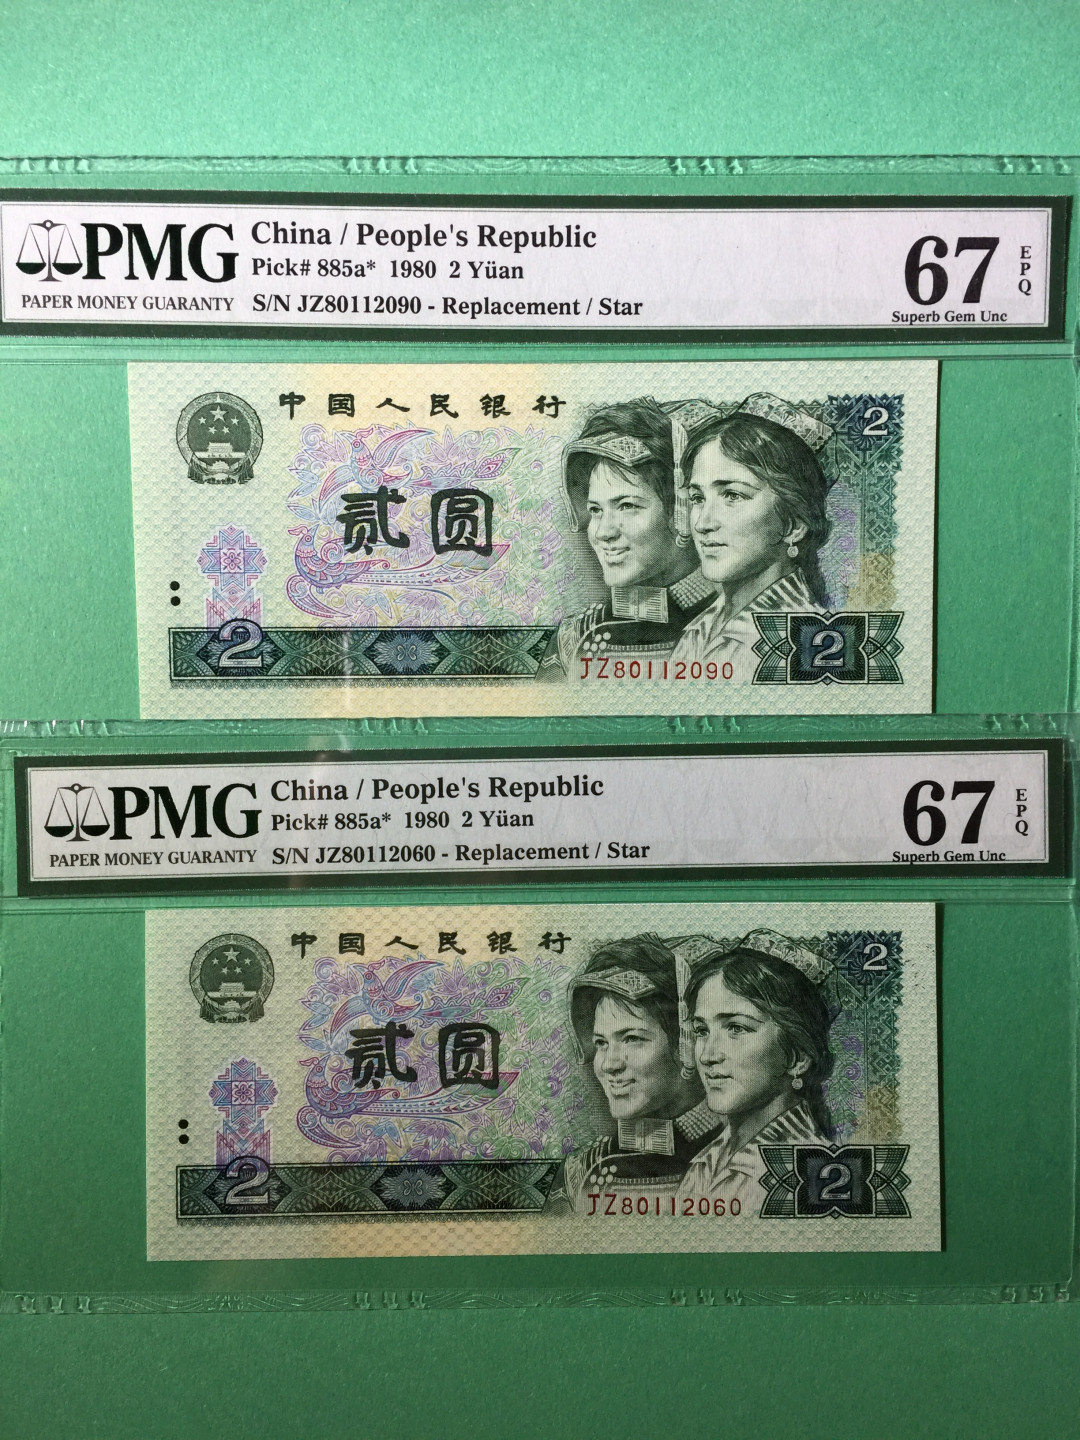 PMG
PAPER MONEY GUARANTY
China / People's Republic
Pick# 885a* 1980 2 Yüan
S/N JZ80112090 - Replacement / Star
67
EPQ
Superb Gem Unc
中国人民银行
2
贰圆
2
JZ80112090
2
PMG
PAPER MONEY GUARANTY
China / People's Republic
Pick# 885a* 1980 2 Yüan
S/N JZ80112060 - Replacement / Star
67
EPQ
Superb Gem Unc
中国人民银行
2
贰圆
2
JZ80112060
2